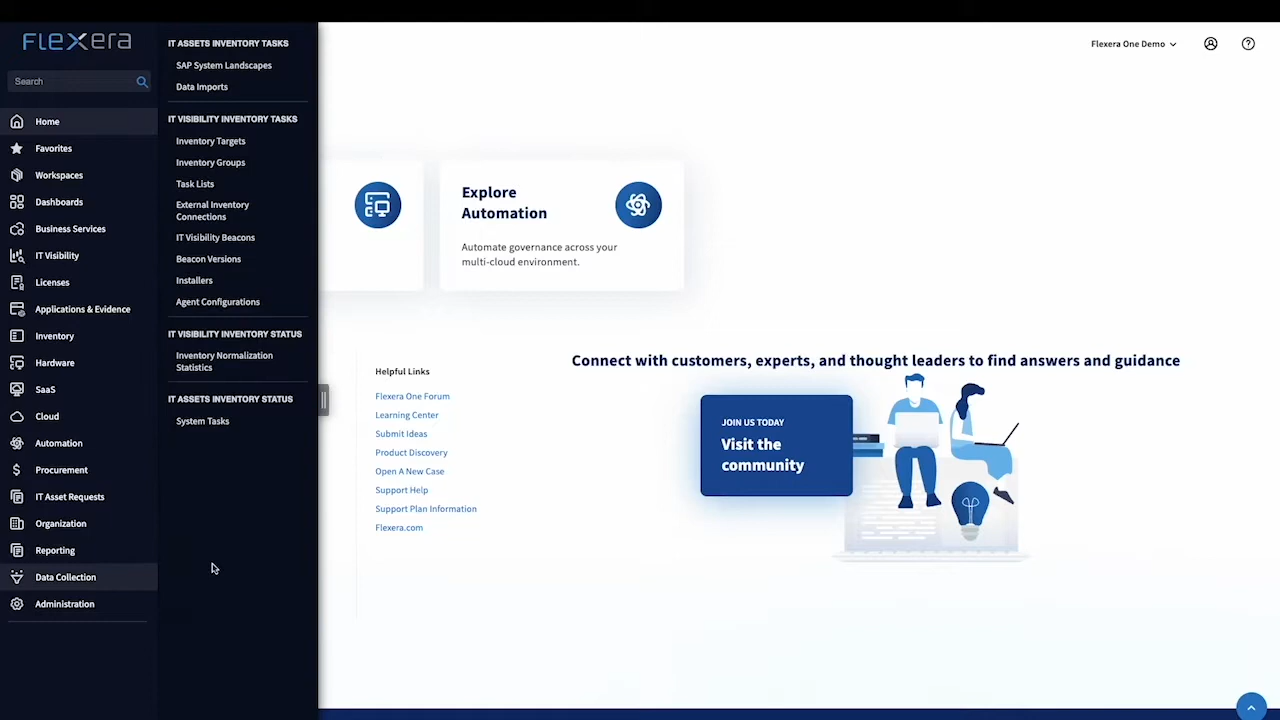 FLEXera
Search
Home
Favorites
Workspaces
Dashboards
Business Services
IT Visibility
Licenses
Applications & Evidence
Inventory
Hardware
SaaS
Cloud
Automation
Procurement
IT Asset Requests
Organization
Reporting
Data Collection
Administration
IT ASSETS INVENTORY TASKS
SAP System Landscapes
Data Imports
IT VISIBILITY INVENTORY TASKS
Inventory Targets
Inventory Groups
Task Lists
External Inventory
Connections
IT Visibility Beacons
Beacon Versions
Installers
Agent Configurations
IT VISIBILITY INVENTORY STATUS
Inventory Normalization
Statistics
IT ASSETS INVENTORY STATUS
System Tasks
Flexera One Demo
Explore
Automation
Automate governance across your
multi-cloud environment.
Helpful Links
Flexera One Forum
Learning Center
Submit Ideas
Product Discovery
Open A New Case
Support Help
Support Plan Information
Flexera.com
Connect with customers, experts, and thought leaders to find answers and guidance
JOIN US TODAY
Visit the
community